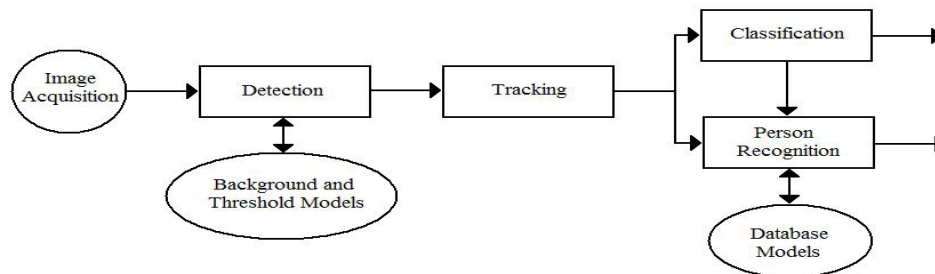 Image
Acquisition
Detection
Tracking
Classification
Person
Recognition
Background and
Threshold Models
Database
Models